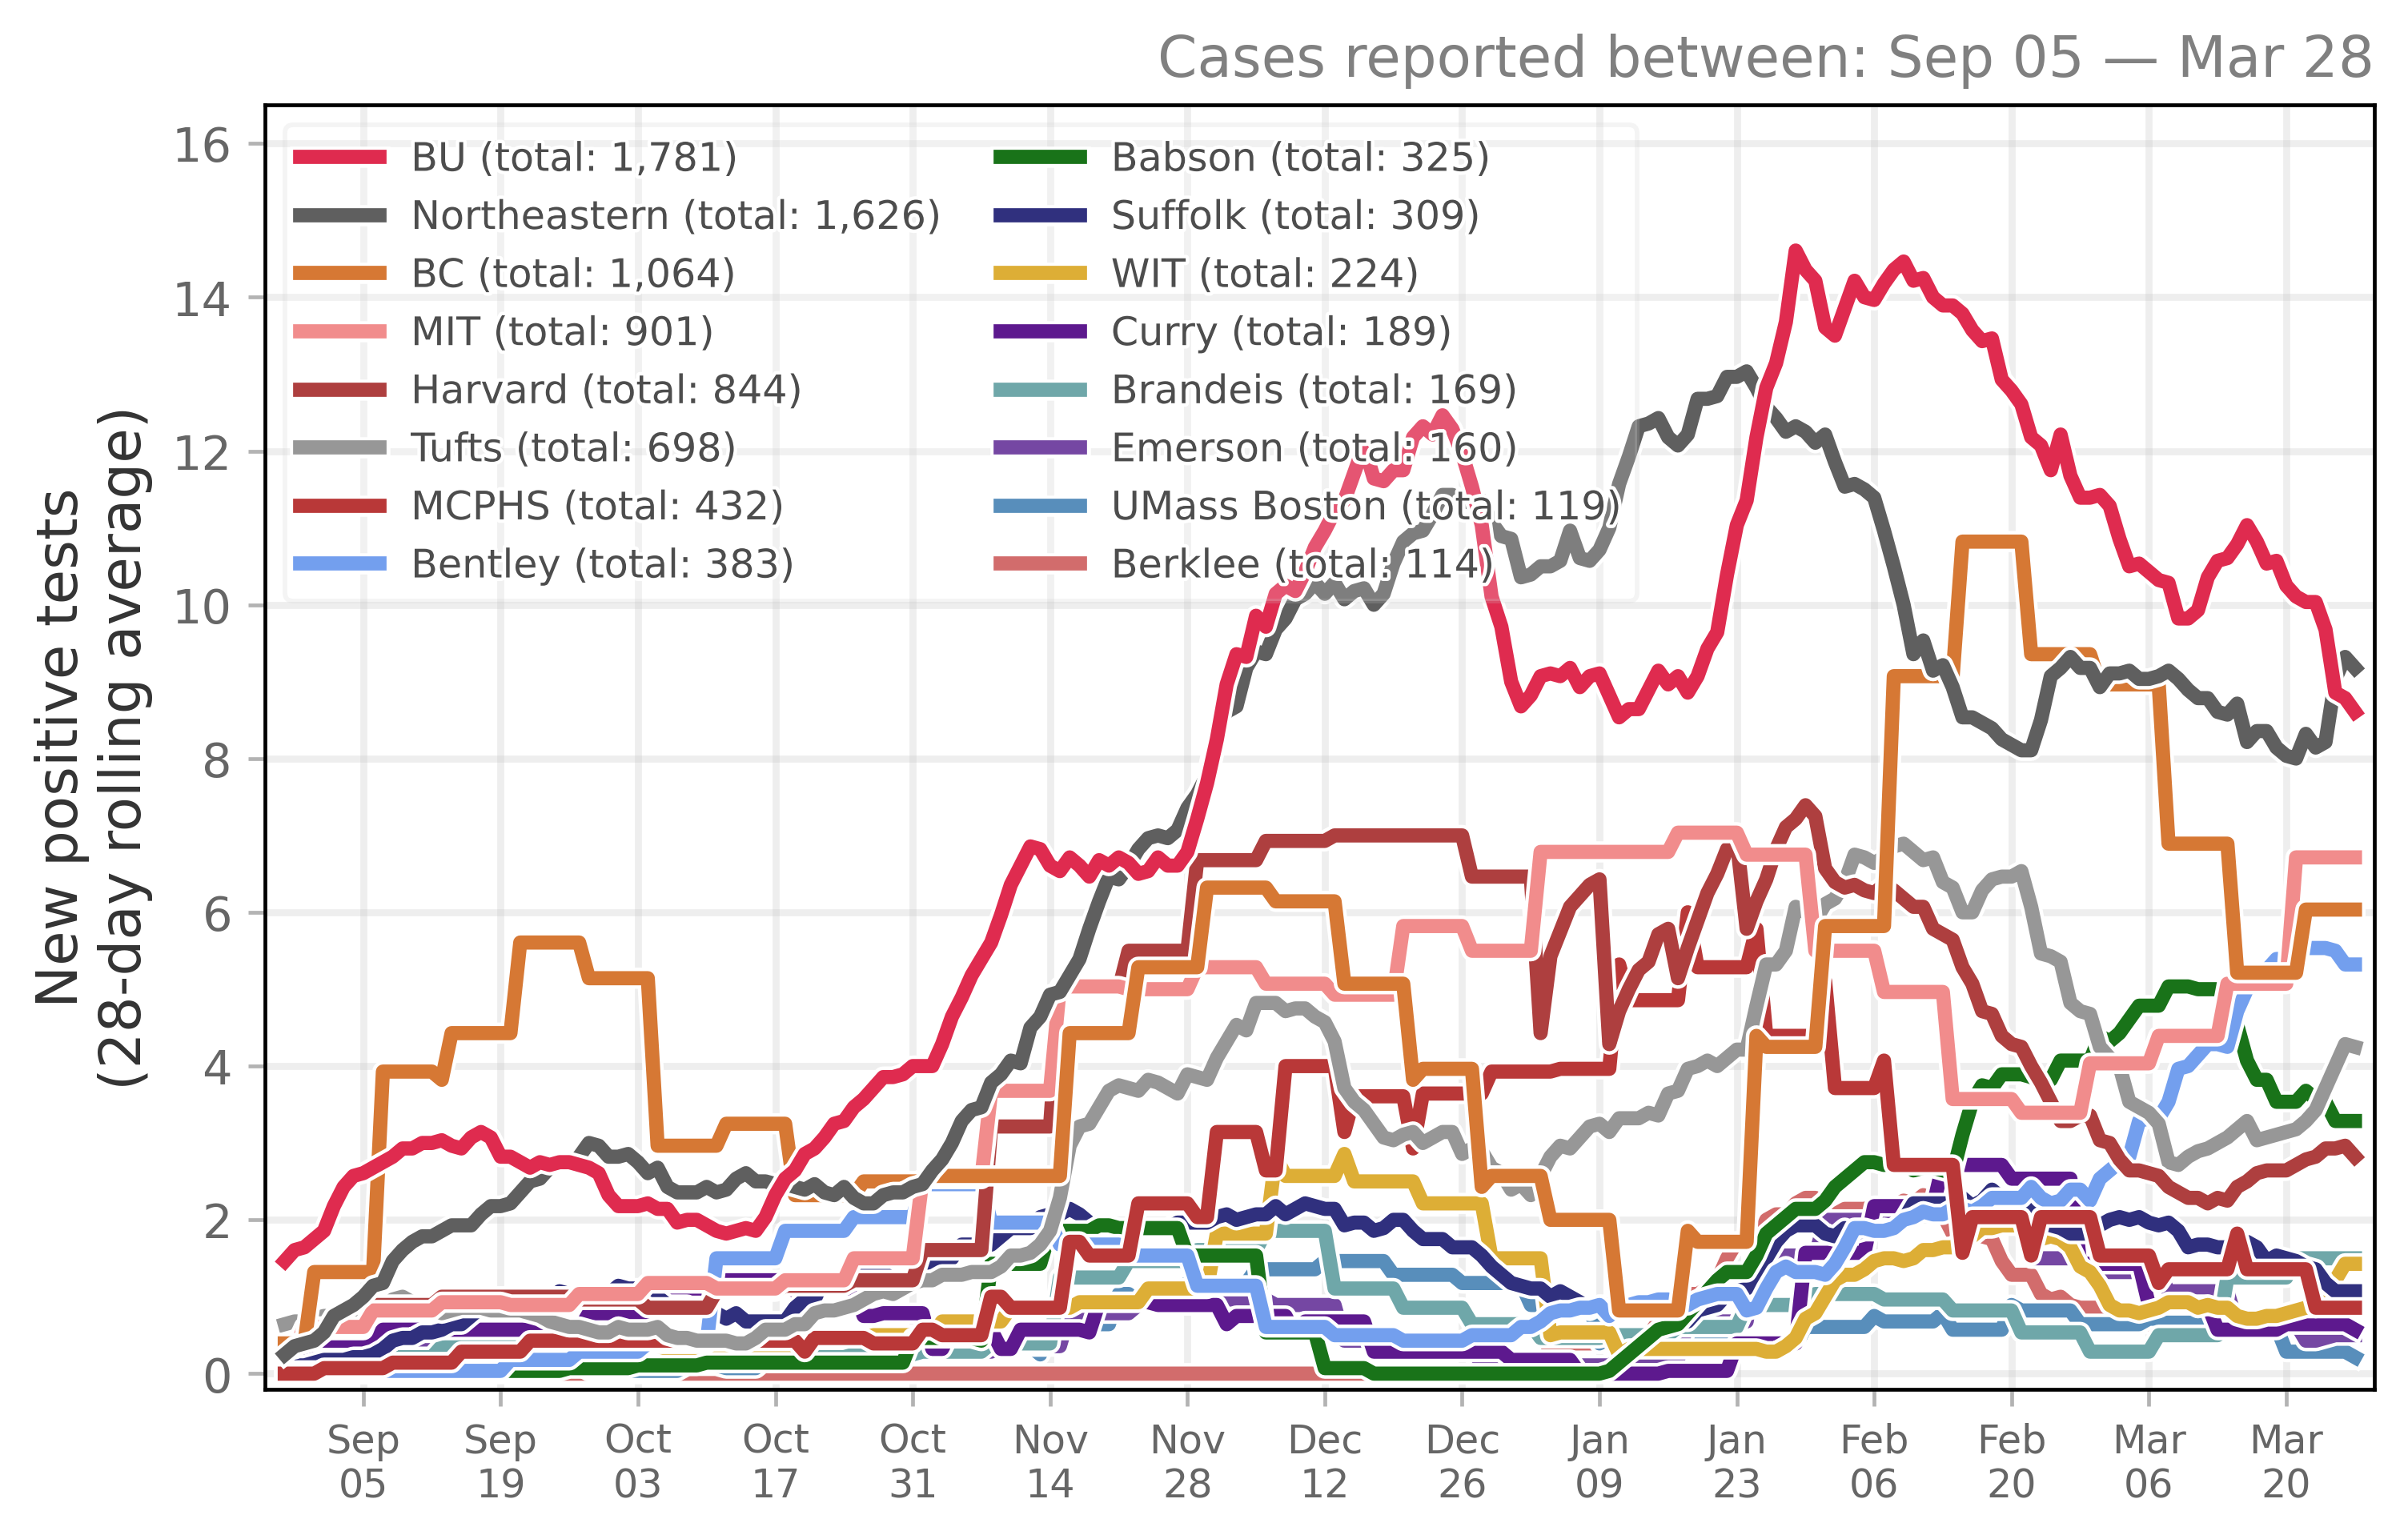 Cases reported between: Sep 05 — Mar 28
New positive tests
(28-day rolling average)
16
14
12
10
8
6
4
2
0
BU (total: 1,781)
Northeastern (total: 1,626)
BC (total: 1,064)
MIT (total: 901)
Harvard (total: 844)
Tufts (total: 698)
MCPHS (total: 432)
Bentley (total: 383)
Babson (total: 325)
Suffolk (total: 309)
WIT (total: 224)
Curry (total: 189)
Brandeis (total: 169)
Emerson (total: 160)
UMass Boston (total: 119)
Berklee (total: 114)
Sep Sep Oct Oct Oct Nov Nov Dec Dec Jan Jan Feb Feb Mar Mar
05 19 03 17 31 14 28 12 26 09 23 06 20 06 20